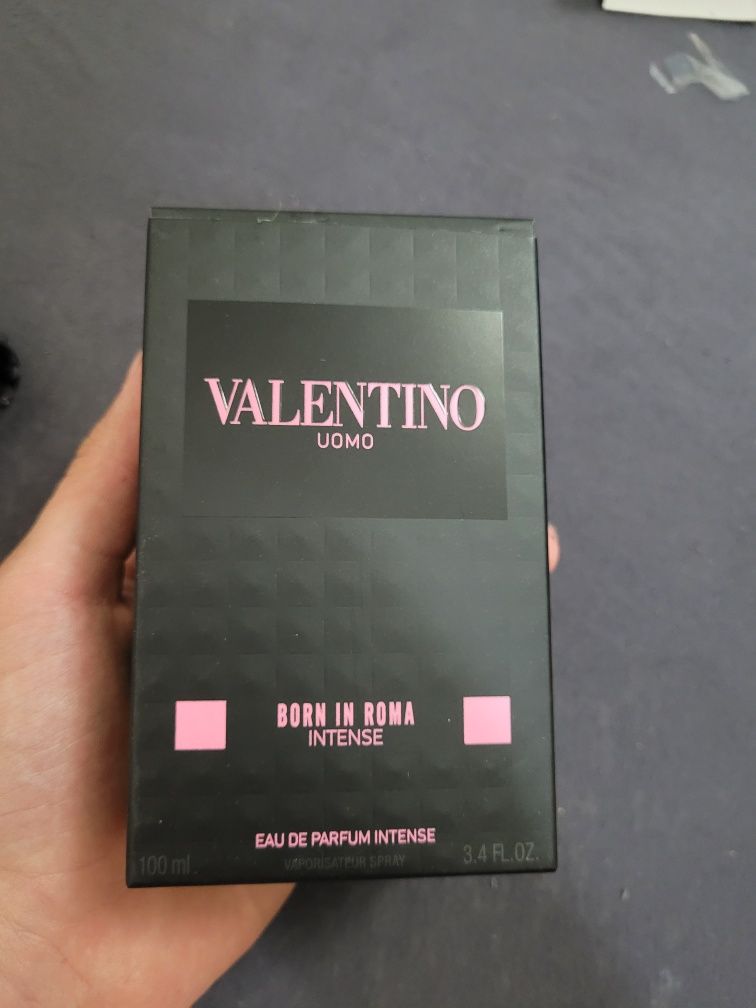 VALENTINO
UOMO
BORN IN ROMA
INTENSE
EAU DE PARFUM INTENSE
100 ml VAPORISATEUR SPRAY 3.4 FL.OZ.